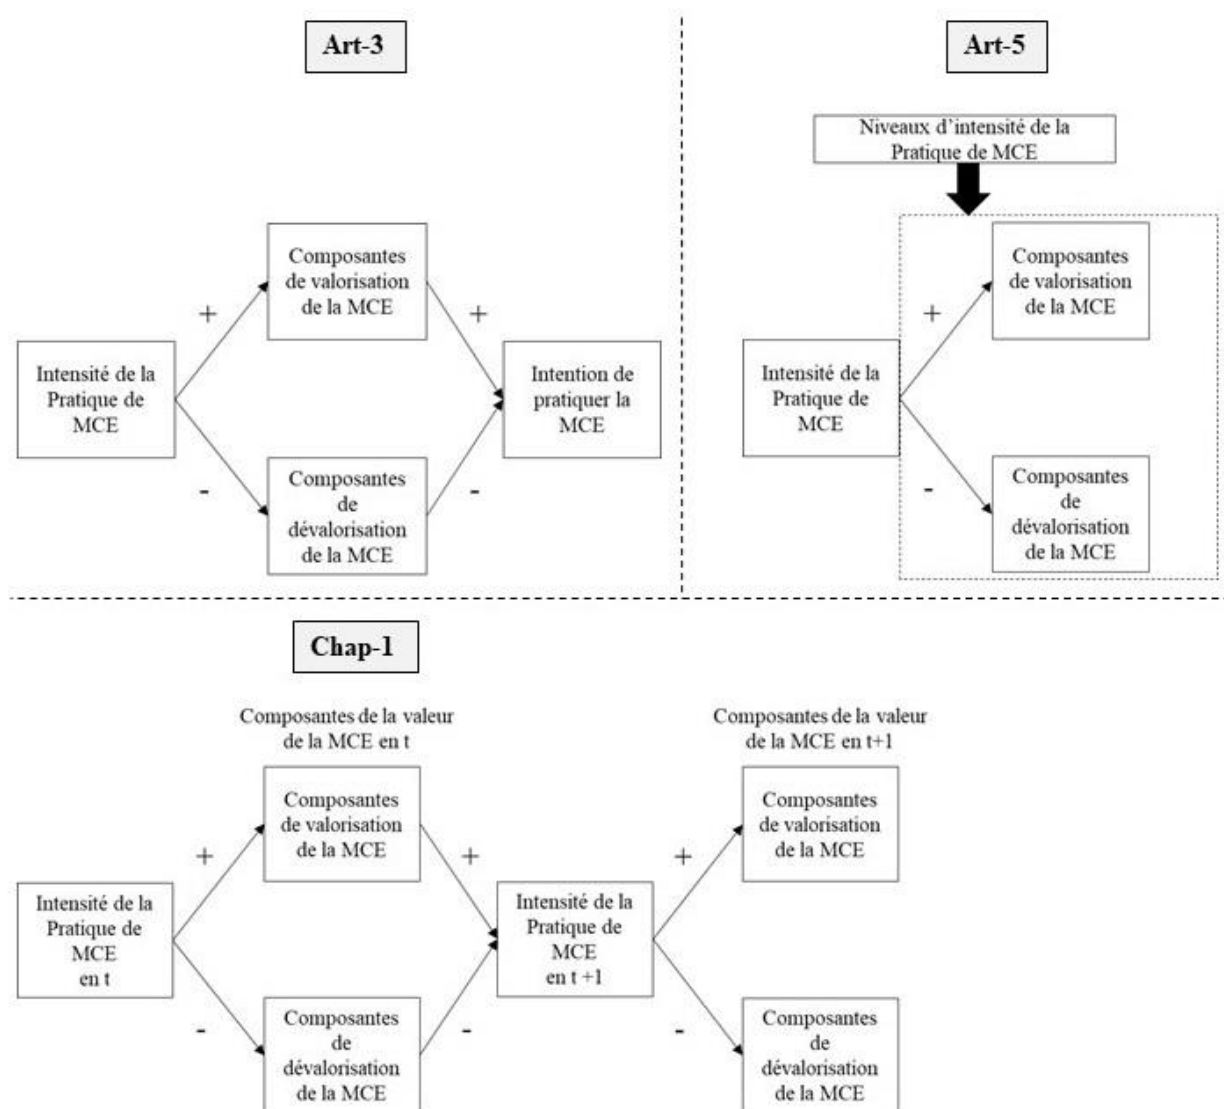 Art-3
Composantes
de valorisation
de la MCE
+
+
Intensité de la
Pratique de
MCE
Intention de
pratiquer la
MCE
-
-
Composantes
de
dévalorisation
de la MCE
Art-5
Niveaux d'intensité de la
Pratique de MCE
Composantes
de valorisation
de la MCE
+
Intensité de la
Pratique de
MCE
-
Composantes
de
dévalorisation
de la MCE
Chap-1
Composantes de la valeur
de la MCE en t
Composantes de la valeur
de la MCE en t+1
Composantes
de valorisation
de la MCE
Composantes
de valorisation
de la MCE
+
+
+
Intensité de la
Pratique de
MCE
en t
Intensité de la
Pratique de
MCE
en t +1
-
-
-
Composantes
de
dévalorisation
de la MCE
Composantes
de
dévalorisation
de la MCE